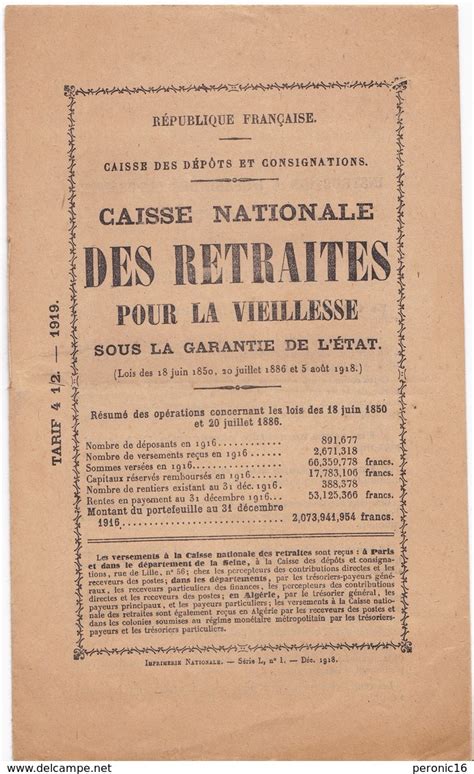 RÉPUBLIQUE FRANÇAISE.
CAISSE DES DÉPÔTS ET CONSIGNATIONS.
CAISSE NATIONALE
DES RETRAITES
POUR LA VIEILLESSE
SOUS LA GARANTIE DE L'ÉTAT.
(Lois des 18 juin 1850, 20 juillet 1886 et 5 août 1918.)
TARIF 4 1/2. — 1919.
Résumé des opérations concernant les lois des 18 juin 1850
et 20 juillet 1886.
Nombre de déposants en 1916 891,677
Nombre de versements reçus en 1916 2,671,318
Sommes versées en 1916 66,359,778 francs.
Capitaux réservés remboursés en 1916 17,783,106 francs.
Nombre de rentiers existant au 31 déc. 1916 388,378
Rentes en payement au 31 décembre 1916 53,125,366 francs.
Montant du portefeuille au 31 décembre
1916 2,073,941,954 francs.
Les versements à la Caisse nationale des retraites sont reçus : à Paris
et dans le département de la Seine, à la Caisse des dépôts et consigna-
tions, rue de Lille, n° 56; chez les percepteurs des contributions directes et les
receveurs des postes; dans les départements, par les trésoriers-payeurs géné-
raux, les receveurs particuliers des finances, les percepteurs des contributions
directes et les receveurs des postes; en Algérie, par le trésorier général, les
payeurs principaux, et les payeurs particuliers; les versements à la Caisse natio-
nale des retraites sont également reçus en Algérie par les receveurs des postes et
dans les colonies soumises au régime monétaire métropolitain par les trésoriers-
payeurs et les trésoriers particuliers.
IMPRIMERIE NATIONALE. — Série L, n° 1. — Déc. 1918.
delcampe.net
peronic16